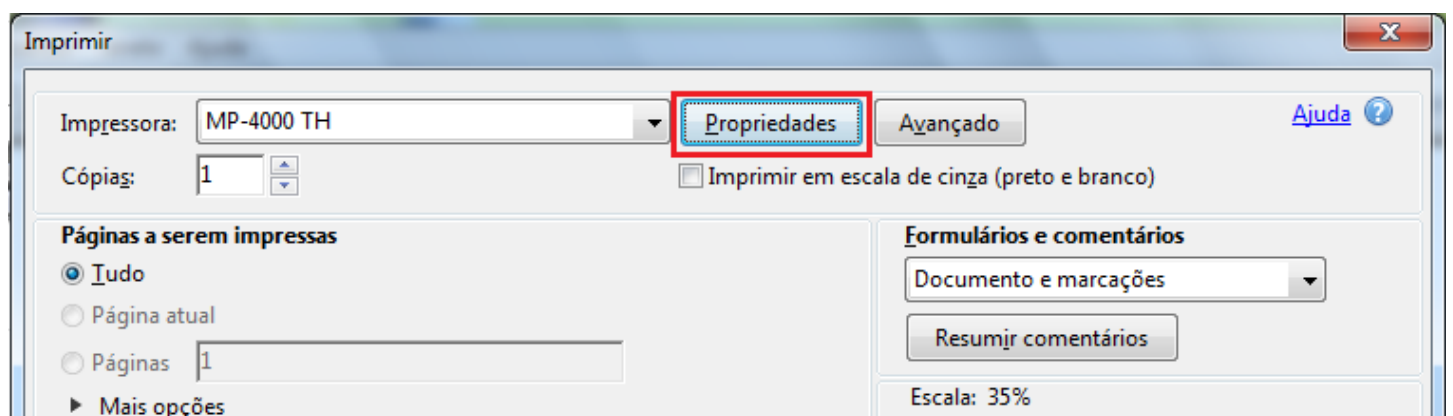 Imprimir
Impressora: MP-4000 TH Propriedades Avançado Ajuda
Cópias: 1 Imprimir em escala de cinza (preto e branco)
Páginas a serem impressas
Tudo
Página atual
Páginas 1
Mais opções
Formulários e comentários
Documento e marcações
Resumir comentários
Escala: 35%